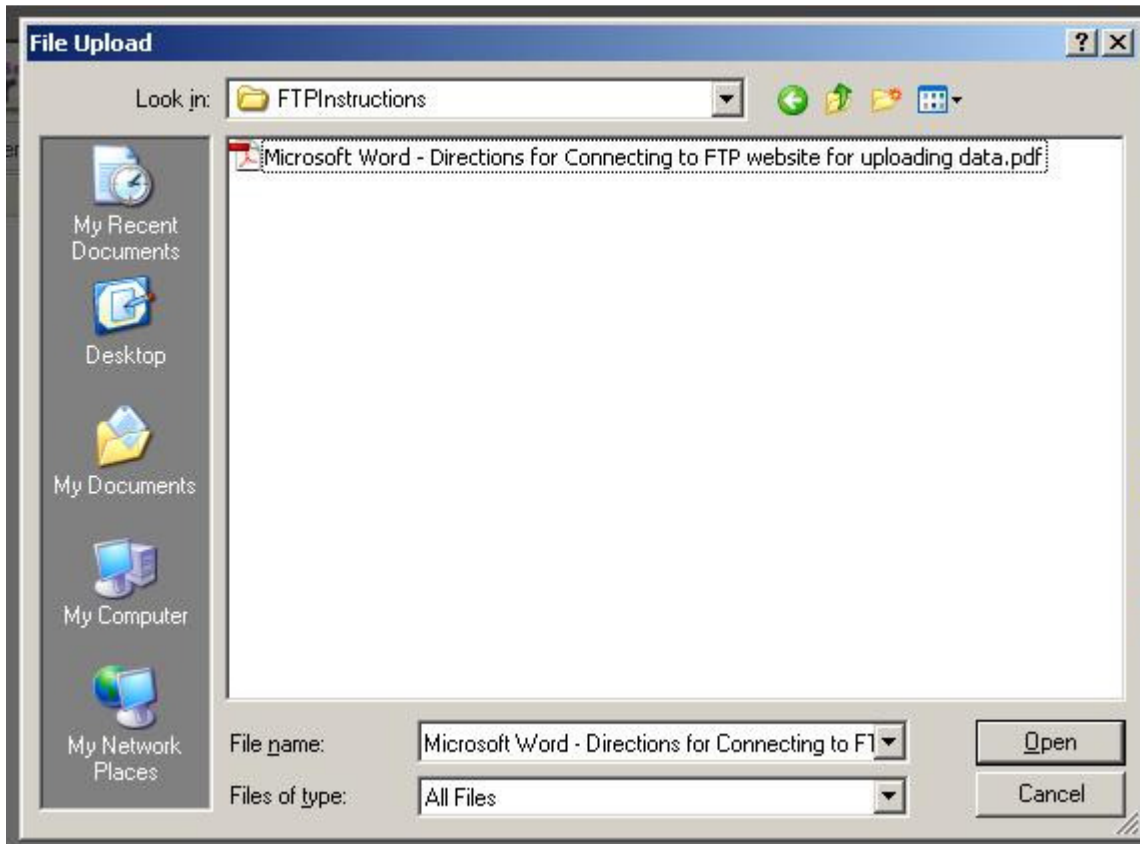 File Upload
Look in:
FTPInstructions
Microsoft Word - Directions for Connecting to FTP website for uploading data.pdf
My Recent
Documents
Desktop
My Documents
My Computer
My Network
Places
File name:
Microsoft Word - Directions for Connecting to FT
Open
Files of type:
All Files
Cancel